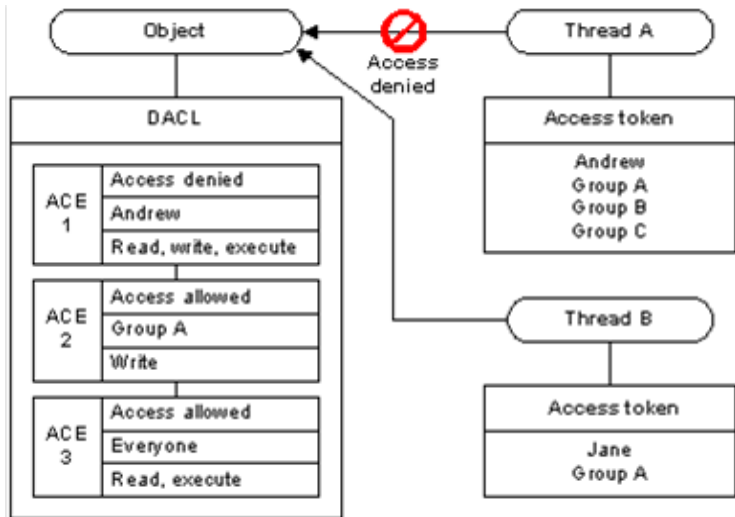 Object
Access
denied
Thread A
DACL
ACE
1
Access denied
Andrew
Read, write, execute
ACE
2
Access allowed
Group A
Write
ACE
3
Access allowed
Everyone
Read, execute
Access token
Andrew
Group A
Group B
Group C
Thread B
Access token
Jane
Group A